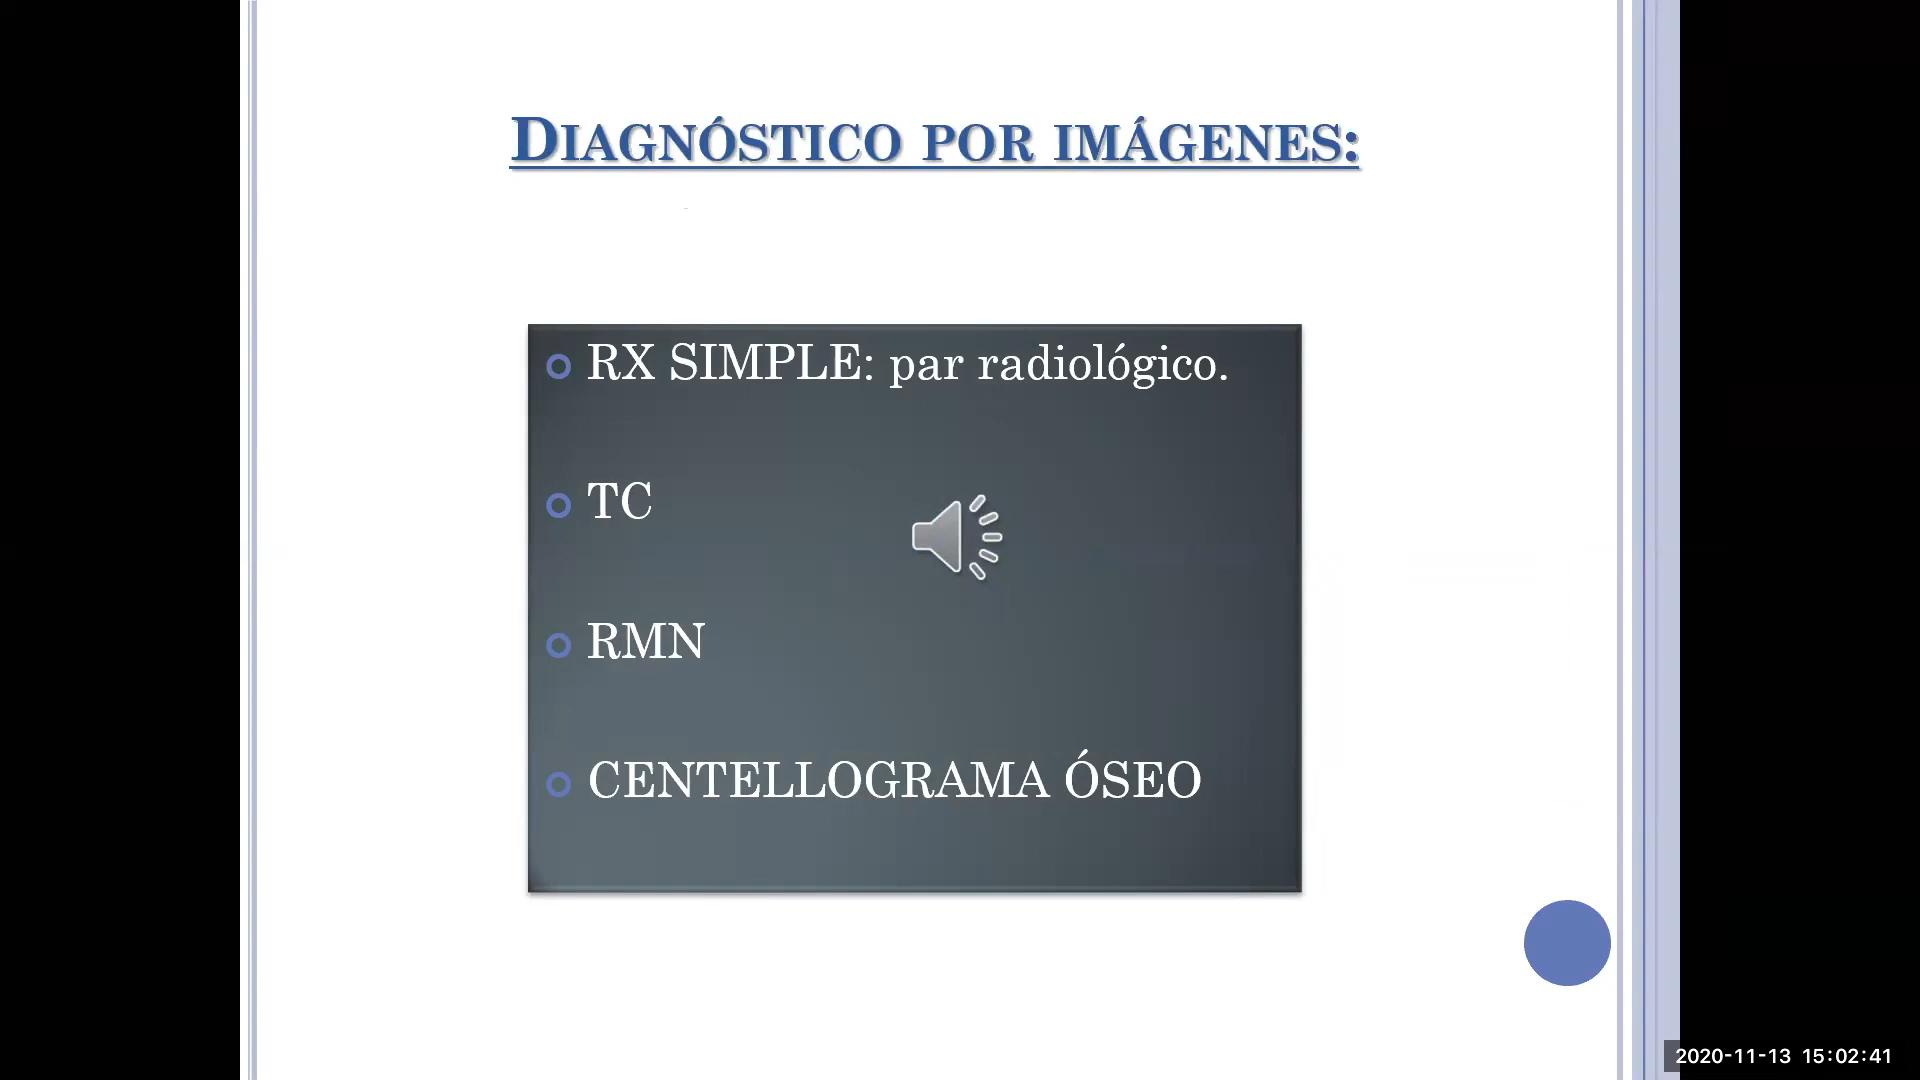 DIAGNÓSTICO POR IMÁGENES:
RX SIMPLE: par radiológico.
TC
RMN
CENTELLOGRAMA ÓSEO
2020-11-13 15:02:41